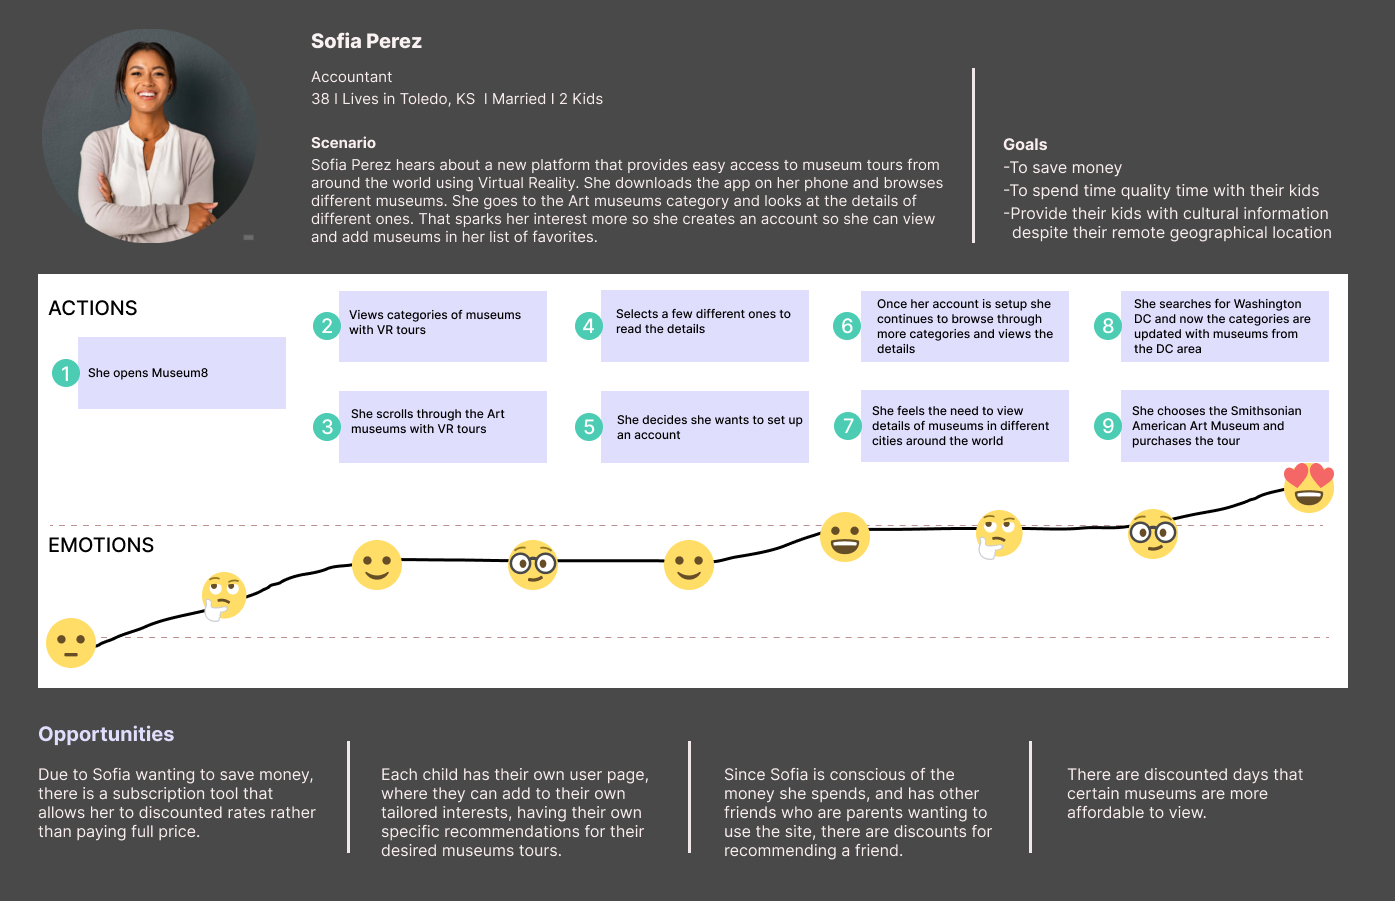 Sofia Perez
Accountant
38 I Lives in Toledo, KS  I Married I 2 Kids
Scenario
Sofia Perez hears about a new platform that provides easy access to museum tours from
around the world using Virtual Reality. She downloads the app on her phone and browses
different museums. She goes to the Art museums category and looks at the details of
different ones. That sparks her interest more so she creates an account so she can view
and add museums in her list of favorites.
Goals
-To save money
-To spend time quality time with their kids
-Provide their kids with cultural information
despite their remote geographical location
ACTIONS
1
She opens Museum8
2
Views categories of museums
with VR tours
3
She scrolls through the Art
museums with VR tours
4
Selects a few different ones to
read the details
5
She decides she wants to set up
an account
6
Once her account is setup she
continues to browse through
more categories and views the
details
7
She feels the need to view
details of museums in different
cities around the world
8
She searches for Washington
DC and now the categories are
updated with museums from
the DC area
9
She chooses the Smithsonian
American Art Museum and
purchases the tour
EMOTIONS
Opportunities
Due to Sofia wanting to save money,
there is a subscription tool that
allows her to discounted rates rather
than paying full price.
Each child has their own user page,
where they can add to their own
tailored interests, having their own
specific recommendations for their
desired museums tours.
Since Sofia is conscious of the
money she spends, and has other
friends who are parents wanting to
use the site, there are discounts for
recommending a friend.
There are discounted days that
certain museums are more
affordable to view.